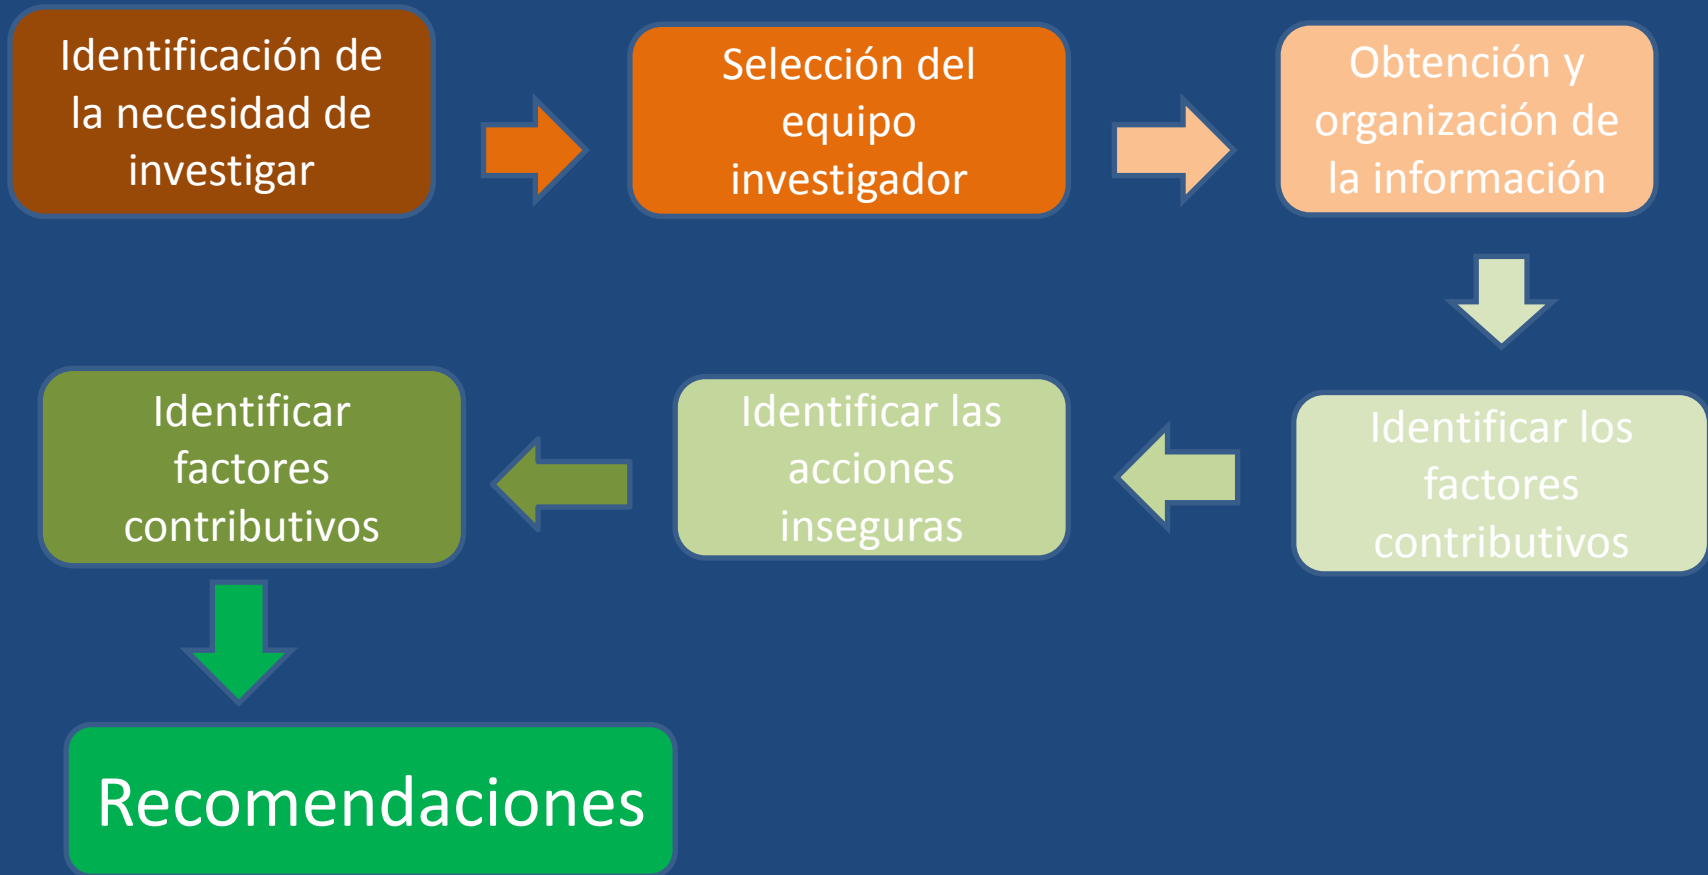 Identificación de
la necesidad de
investigar
Selección del
equipo
investigador
Obtención y
organización de
la información
Identificar los
factores
contributivos
Identificar las
acciones
inseguras
Identificar
factores
contributivos
Recomendaciones